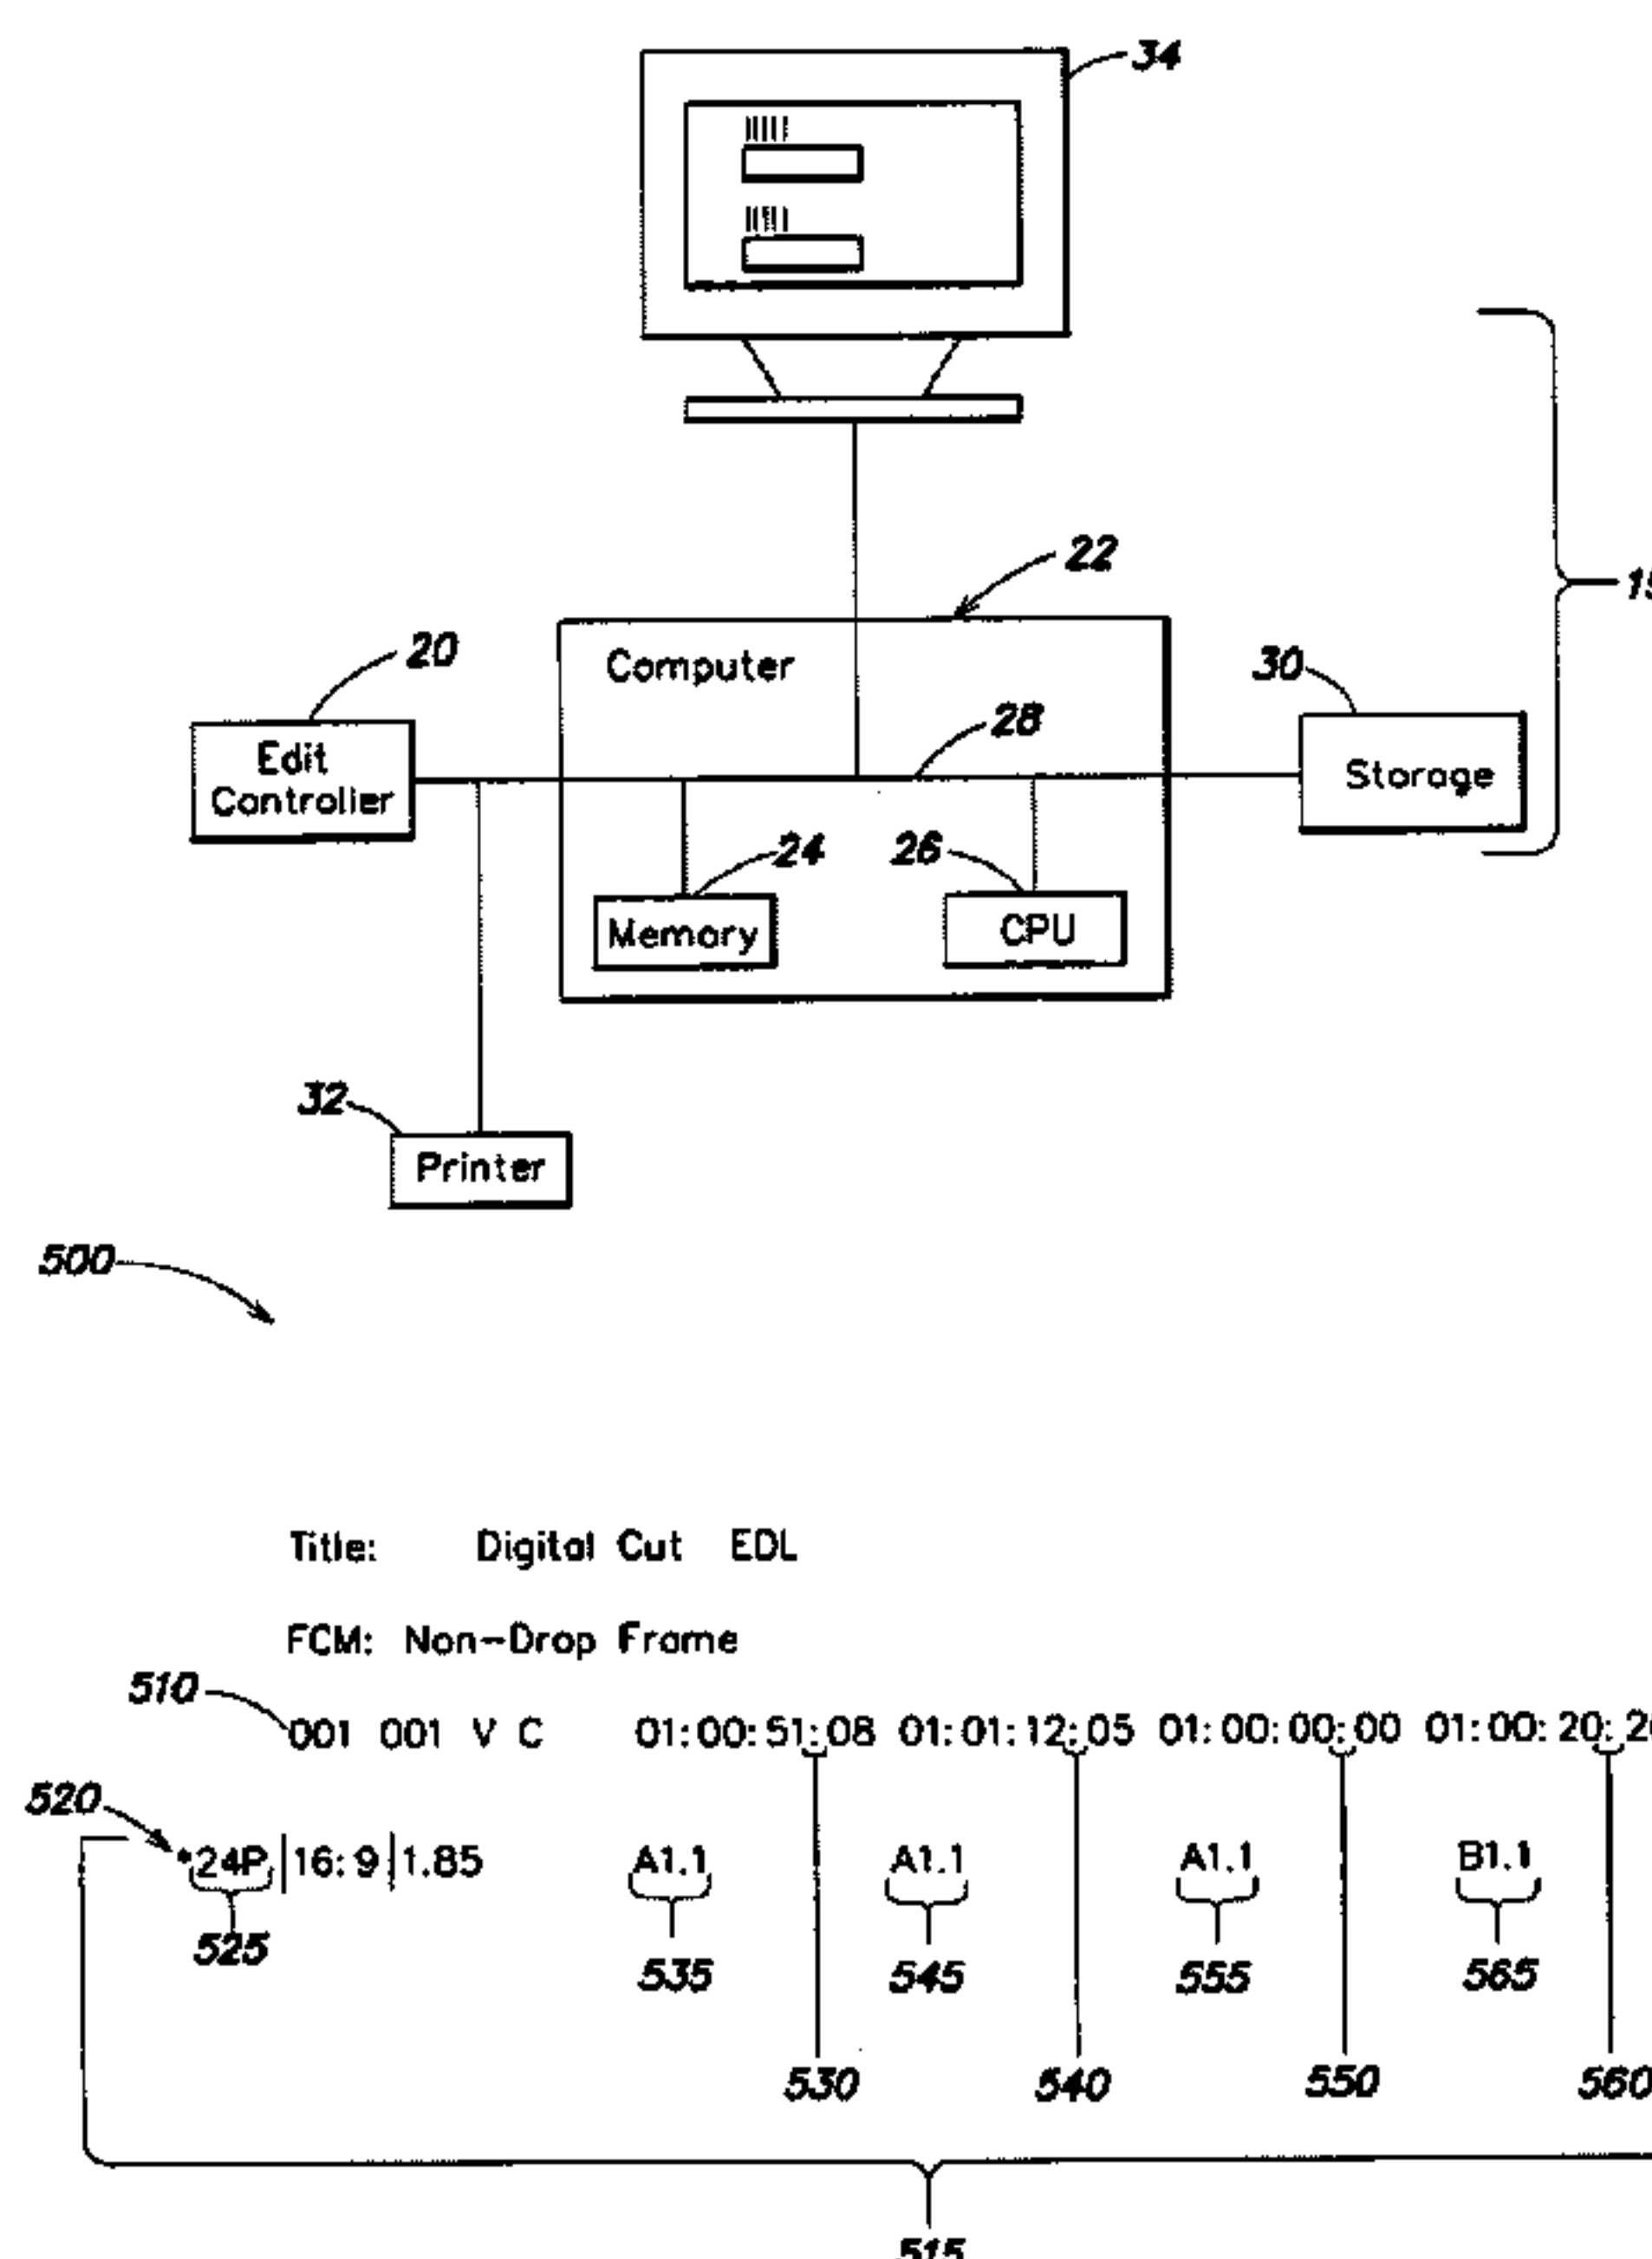 34
22
20
Computer
30
28
Edit
Controller
Storage
24
26
Memory
CPU
32
Printer
500
Title: Digital Cut EDL
FCM: Non-Drop Frame
510
001 001 V C 01:00:51:08 01:01:12:05 01:00:00:00 01:00:20:
520
*24P|16:9|1.85 A1.1 A1.1 A1.1 B1.1
525
535 545 555 565
530 540 550 560
515